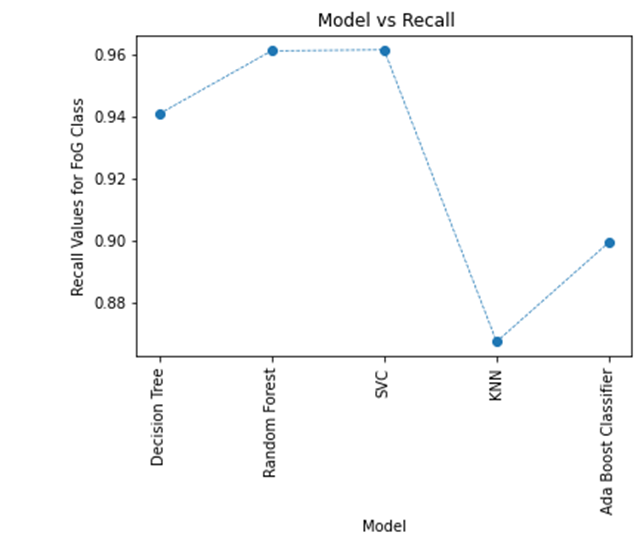 Model vs Recall
Recall Values for FoG Class
0.96
0.94
0.92
0.90
0.88
Decision Tree
Random Forest
SVC
KNN
Ada Boost Classifier
Model